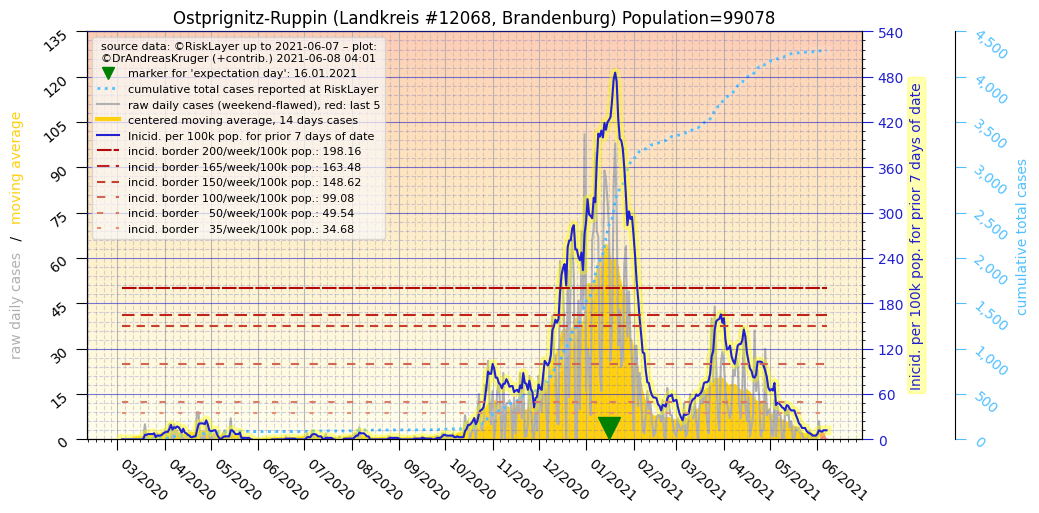 Ostprignitz-Ruppin (Landkreis #12068, Brandenburg) Population=99078
source data: ©RiskLayer up to 2021-06-07 – plot:
©DrAndreasKruger (+contrib.) 2021-06-08 04:01
marker for 'expectation day': 16.01.2021
cumulative total cases reported at RiskLayer
raw daily cases (weekend-flawed), red: last 5
centered moving average, 14 days cases
Inicid. per 100k pop. for prior 7 days of date
incid. border 200/week/100k pop.: 198.16
incid. border 165/week/100k pop.: 163.48
incid. border 150/week/100k pop.: 148.62
incid. border 100/week/100k pop.: 99.08
incid. border   50/week/100k pop.: 49.54
incid. border   35/week/100k pop.: 34.68
raw daily cases / moving average
135
120
105
90
75
60
45
30
15
0
03/2020
04/2020
05/2020
06/2020
07/2020
08/2020
09/2020
10/2020
11/2020
12/2020
01/2021
02/2021
03/2021
04/2021
05/2021
06/2021
540
480
420
360
300
240
180
120
60
0
Inicid. per 100k pop. for prior 7 days of date
4,500
4,000
3,500
3,000
2,500
2,000
1,500
1,000
500
0
cumulative total cases